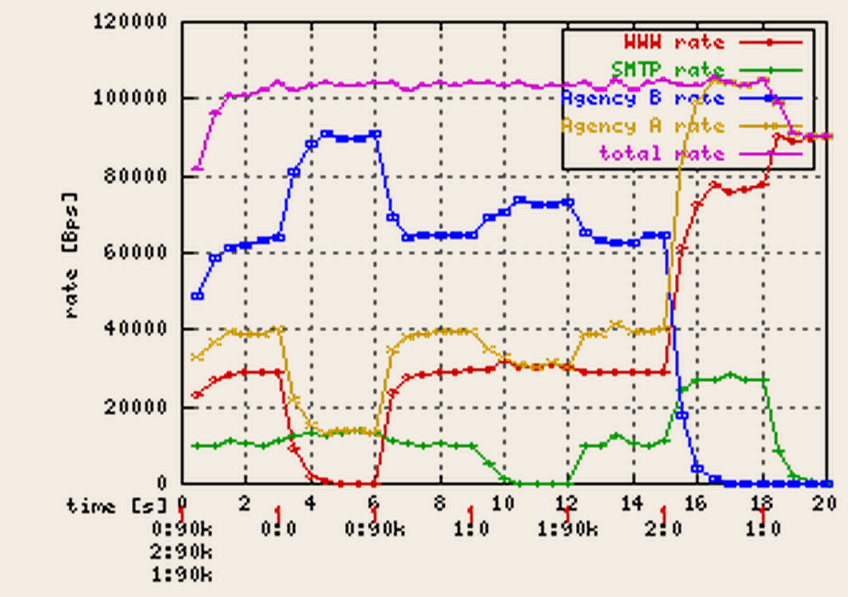 120000
WWW rate
SMTP rate
100000
Agency B rate
Agency A rate
total rate
80000
rate [Bps]
60000
40000
20000
0
time [s] 0 2 4 6 8 10 12 14 16 18 20
0:90k 0:0 0:90k 1:0 1:90k 2:0 1:0
2:90k
1:90k